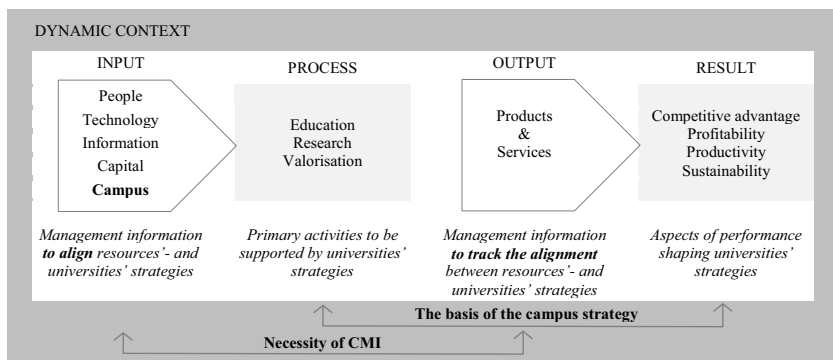 DYNAMIC CONTEXT
INPUT
People
Technology
Information
Capital
Campus
Management information
to align resources'- and
universities' strategies
PROCESS
Education
Research
Valorisation
Primary activities to be
supported by universities'
strategies
OUTPUT
Products
&
Services
Management information
to track the alignment
between resources'- and
universities' strategies
RESULT
Competitive advantage
Profitability
Productivity
Sustainability
Aspects of performance
shaping universities'
strategies
The basis of the campus strategy
Necessity of CMI